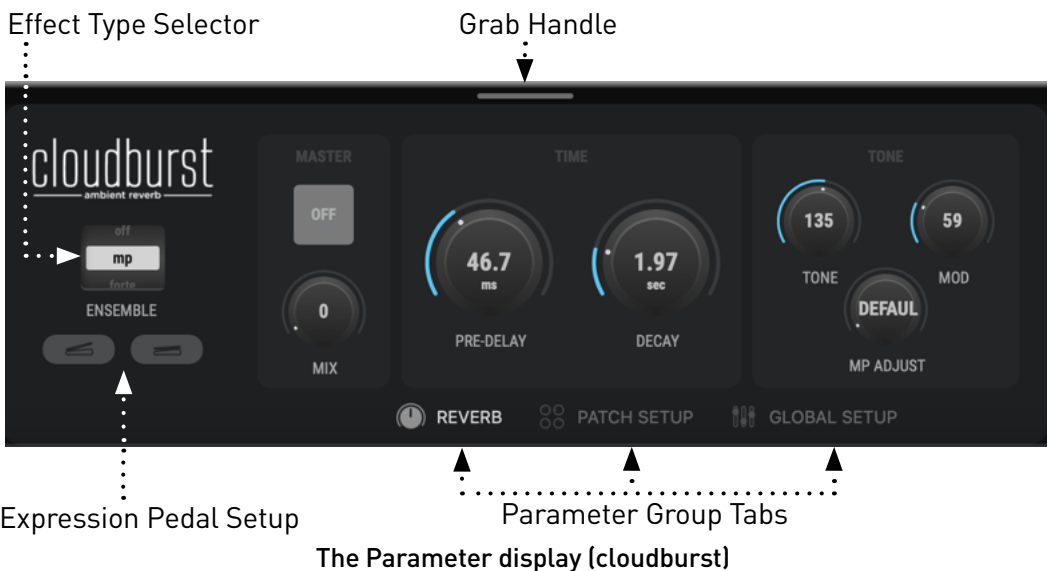 Effect Type Selector
Grab Handle
cloudburst
ambient reverb
MASTER
TIME
TONE
OFF
off
mp
forte
ENSEMBLE
0
MIX
46.7
ms
PRE-DELAY
1.97
sec
DECAY
135
TONE
59
MOD
DEFAUL
MP ADJUST
REVERB
PATCH SETUP
GLOBAL SETUP
Expression Pedal Setup
Parameter Group Tabs
The Parameter display (cloudburst)